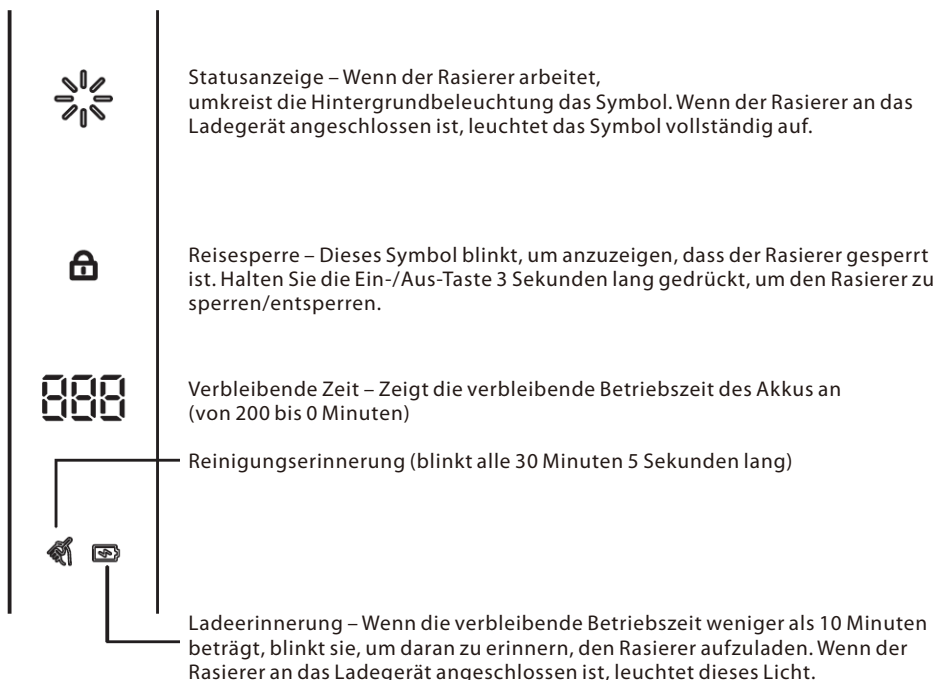 Statusanzeige – Wenn der Rasierer arbeitet,
umkreist die Hintergrundbeleuchtung das Symbol. Wenn der Rasierer an das
Ladegerät angeschlossen ist, leuchtet das Symbol vollständig auf.
Reisesperre – Dieses Symbol blinkt, um anzuzeigen, dass der Rasierer gesperrt
ist. Halten Sie die Ein-/Aus-Taste 3 Sekunden lang gedrückt, um den Rasierer zu
sperren/entsperren.
888
Verbleibende Zeit – Zeigt die verbleibende Betriebszeit des Akkus an
(von 200 bis 0 Minuten)
Reinigungserinnerung (blinkt alle 30 Minuten 5 Sekunden lang)
Ladeerinnerung – Wenn die verbleibende Betriebszeit weniger als 10 Minuten
beträgt, blinkt sie, um daran zu erinnern, den Rasierer aufzuladen. Wenn der
Rasierer an das Ladegerät angeschlossen ist, leuchtet dieses Licht.